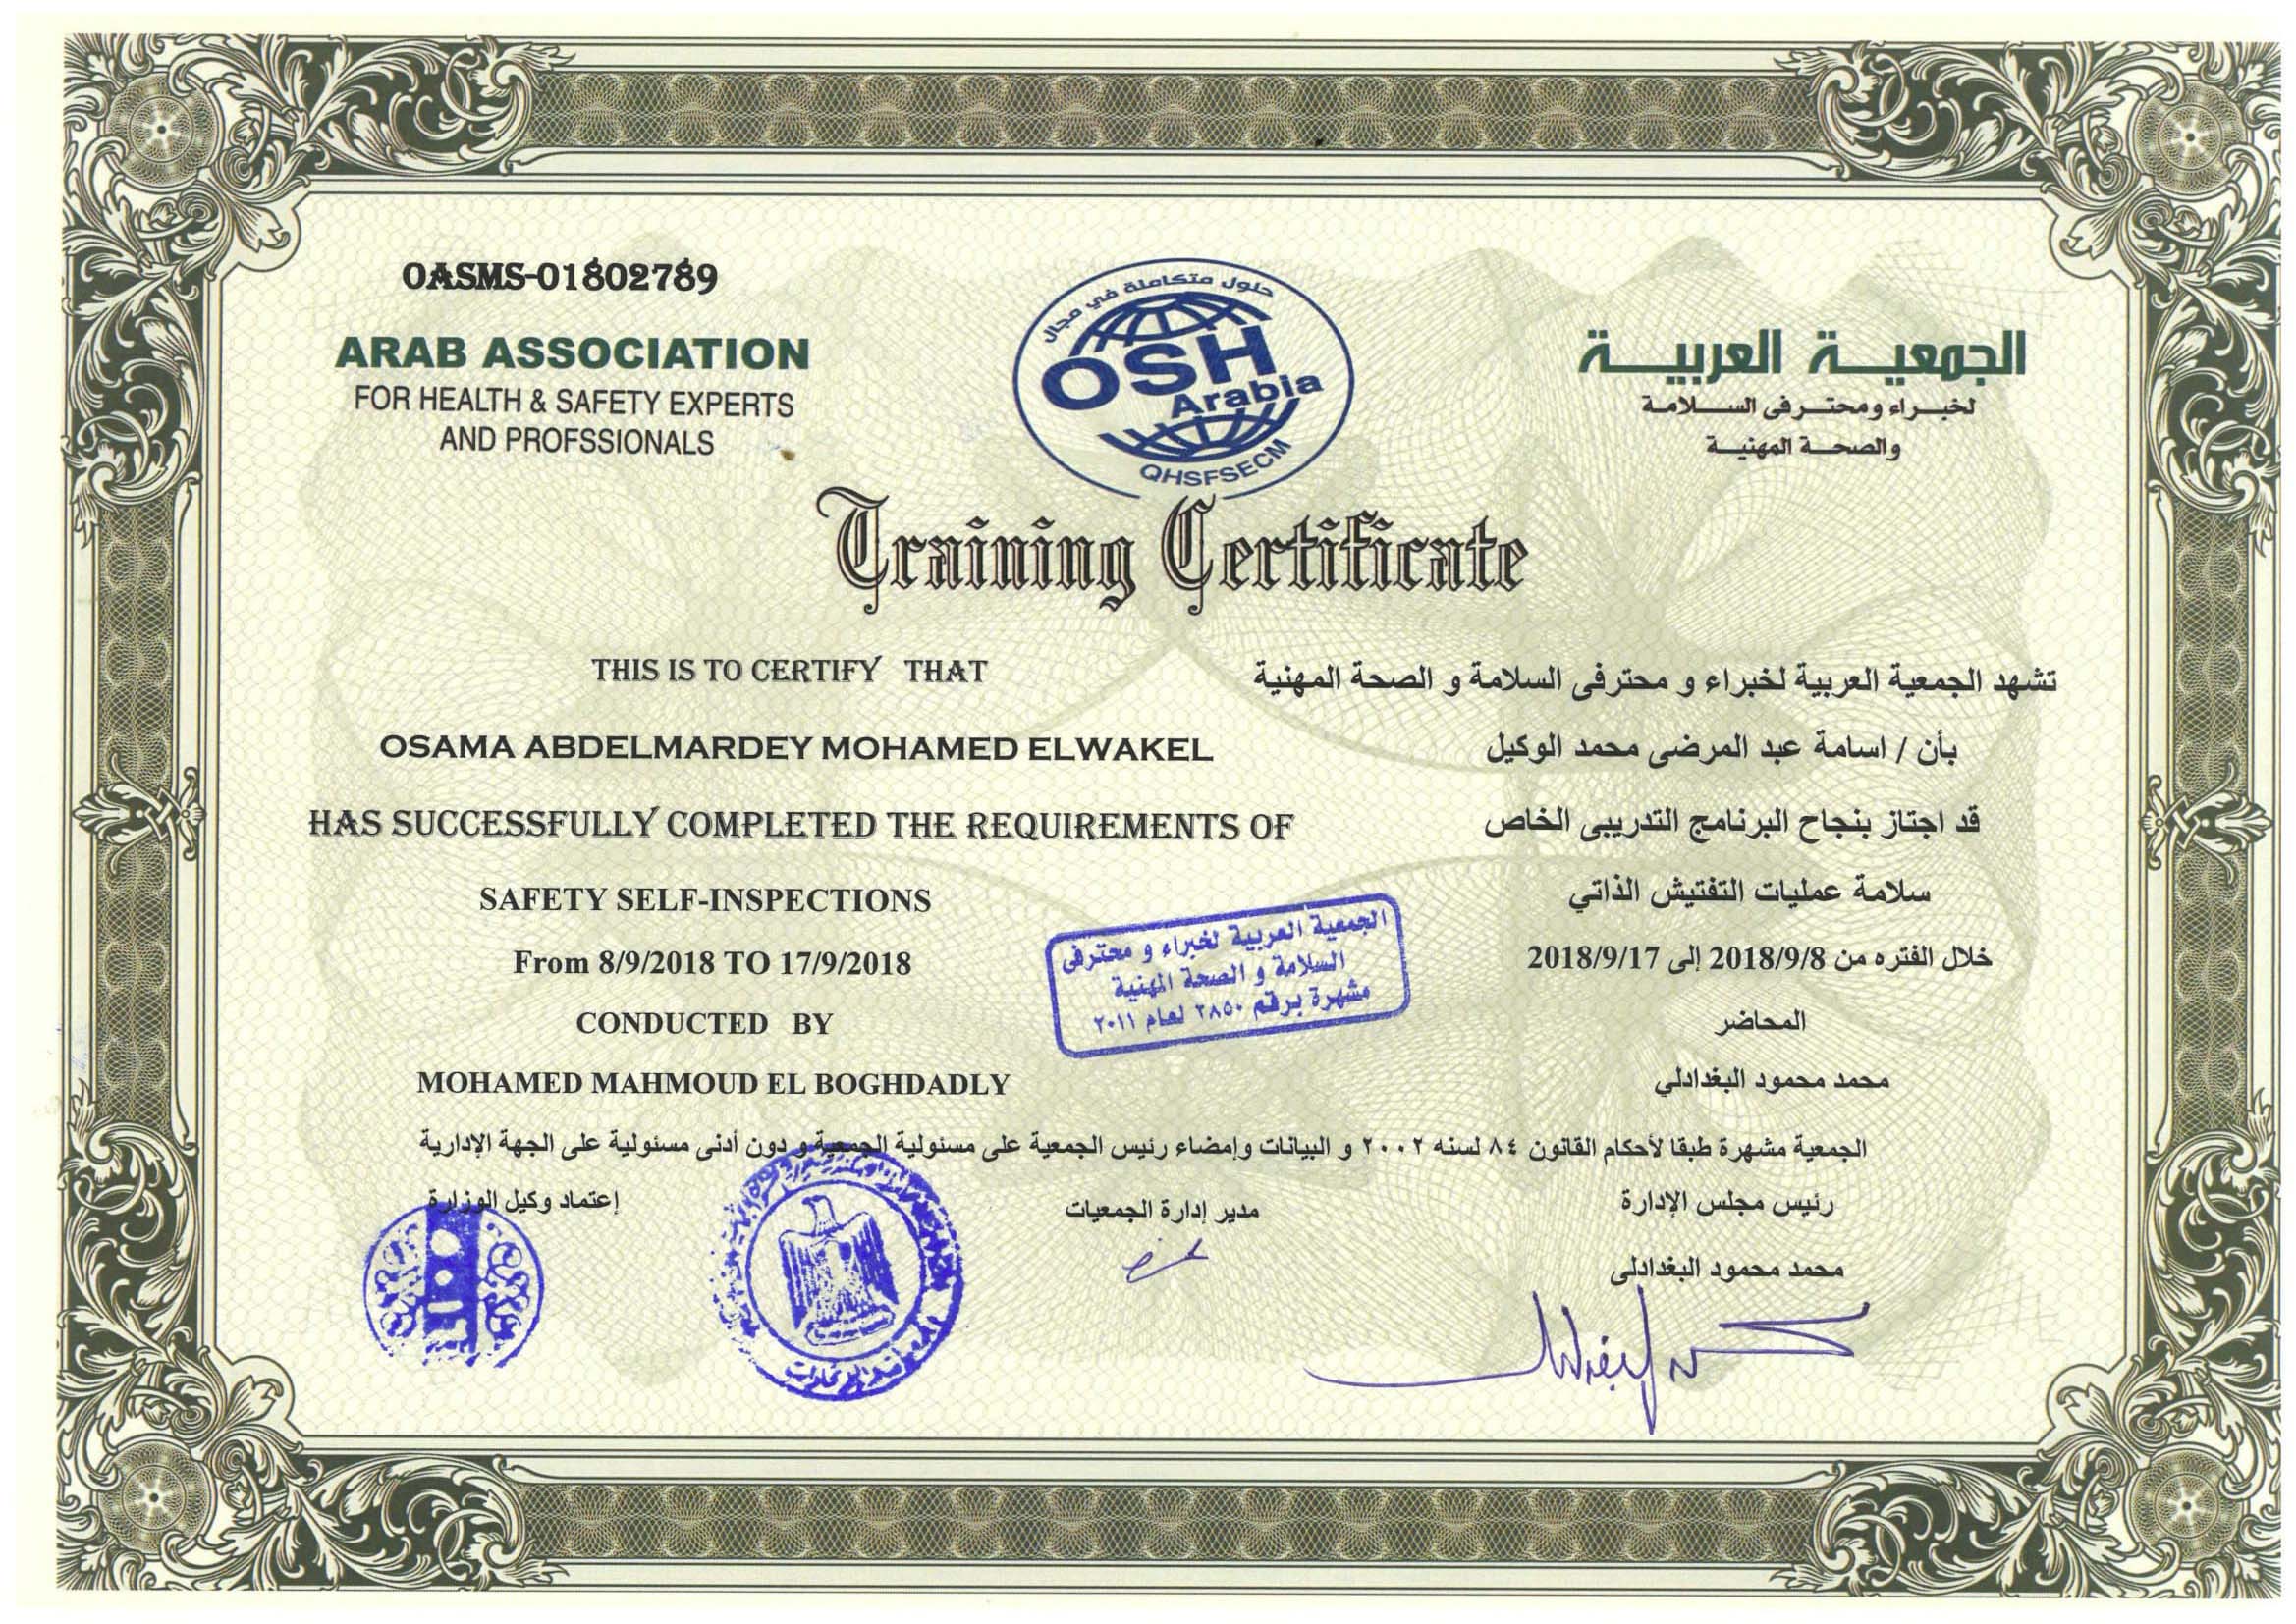 OASMS-01802789
ARAB ASSOCIATION
FOR HEALTH & SAFETY EXPERTS
AND PROFSSIONALS
حلول متكاملة في مجال
OSH
Arabia
QHSFSECM
الجمعيـــة العربيـــة
لخبـــراء ومحتـــرفى الســـلامـة
والصحـــة المهنيـــة
Training Certificate
THIS IS TO CERTIFY THAT
تشهد الجمعية العربية لخبراء و محترفى السلامة و الصحة المهنية
OSAMA ABDELMARDEY MOHAMED ELWAKEL
بأن / اسامة عبد المرضى محمد الوكيل
HAS SUCCESSFULLY COMPLETED THE REQUIREMENTS OF
قد اجتاز بنجاح البرنامج التدريبى الخاص
SAFETY SELF-INSPECTIONS
سلامة عمليات التفتيش الذاتي
From 8/9/2018 TO 17/9/2018
خلال الفتره من 2018/9/8 إلى 2018/9/17
CONDUCTED BY
المحاضر
MOHAMED MAHMOUD EL BOGHDADLY
محمد محمود البغدادلي
الجمعية العربية لخبراء و محترفى
السلامة و الصحة المهنية
مشهرة برقم ٢٨٥٠ لعام ٢٠١١
الجمعية مشهرة طبقا لأحكام القانون ٨٤ لسنه ٢٠٠٢ و البيانات وإمضاء رئيس الجمعية على مسئولية الجمعية و دون أدنى مسئولية على الجهة الإدارية
رئيس مجلس الإدارة
مدير إدارة الجمعيات
إعتماد وكيل الوزارة
محمد محمود البغدادلى